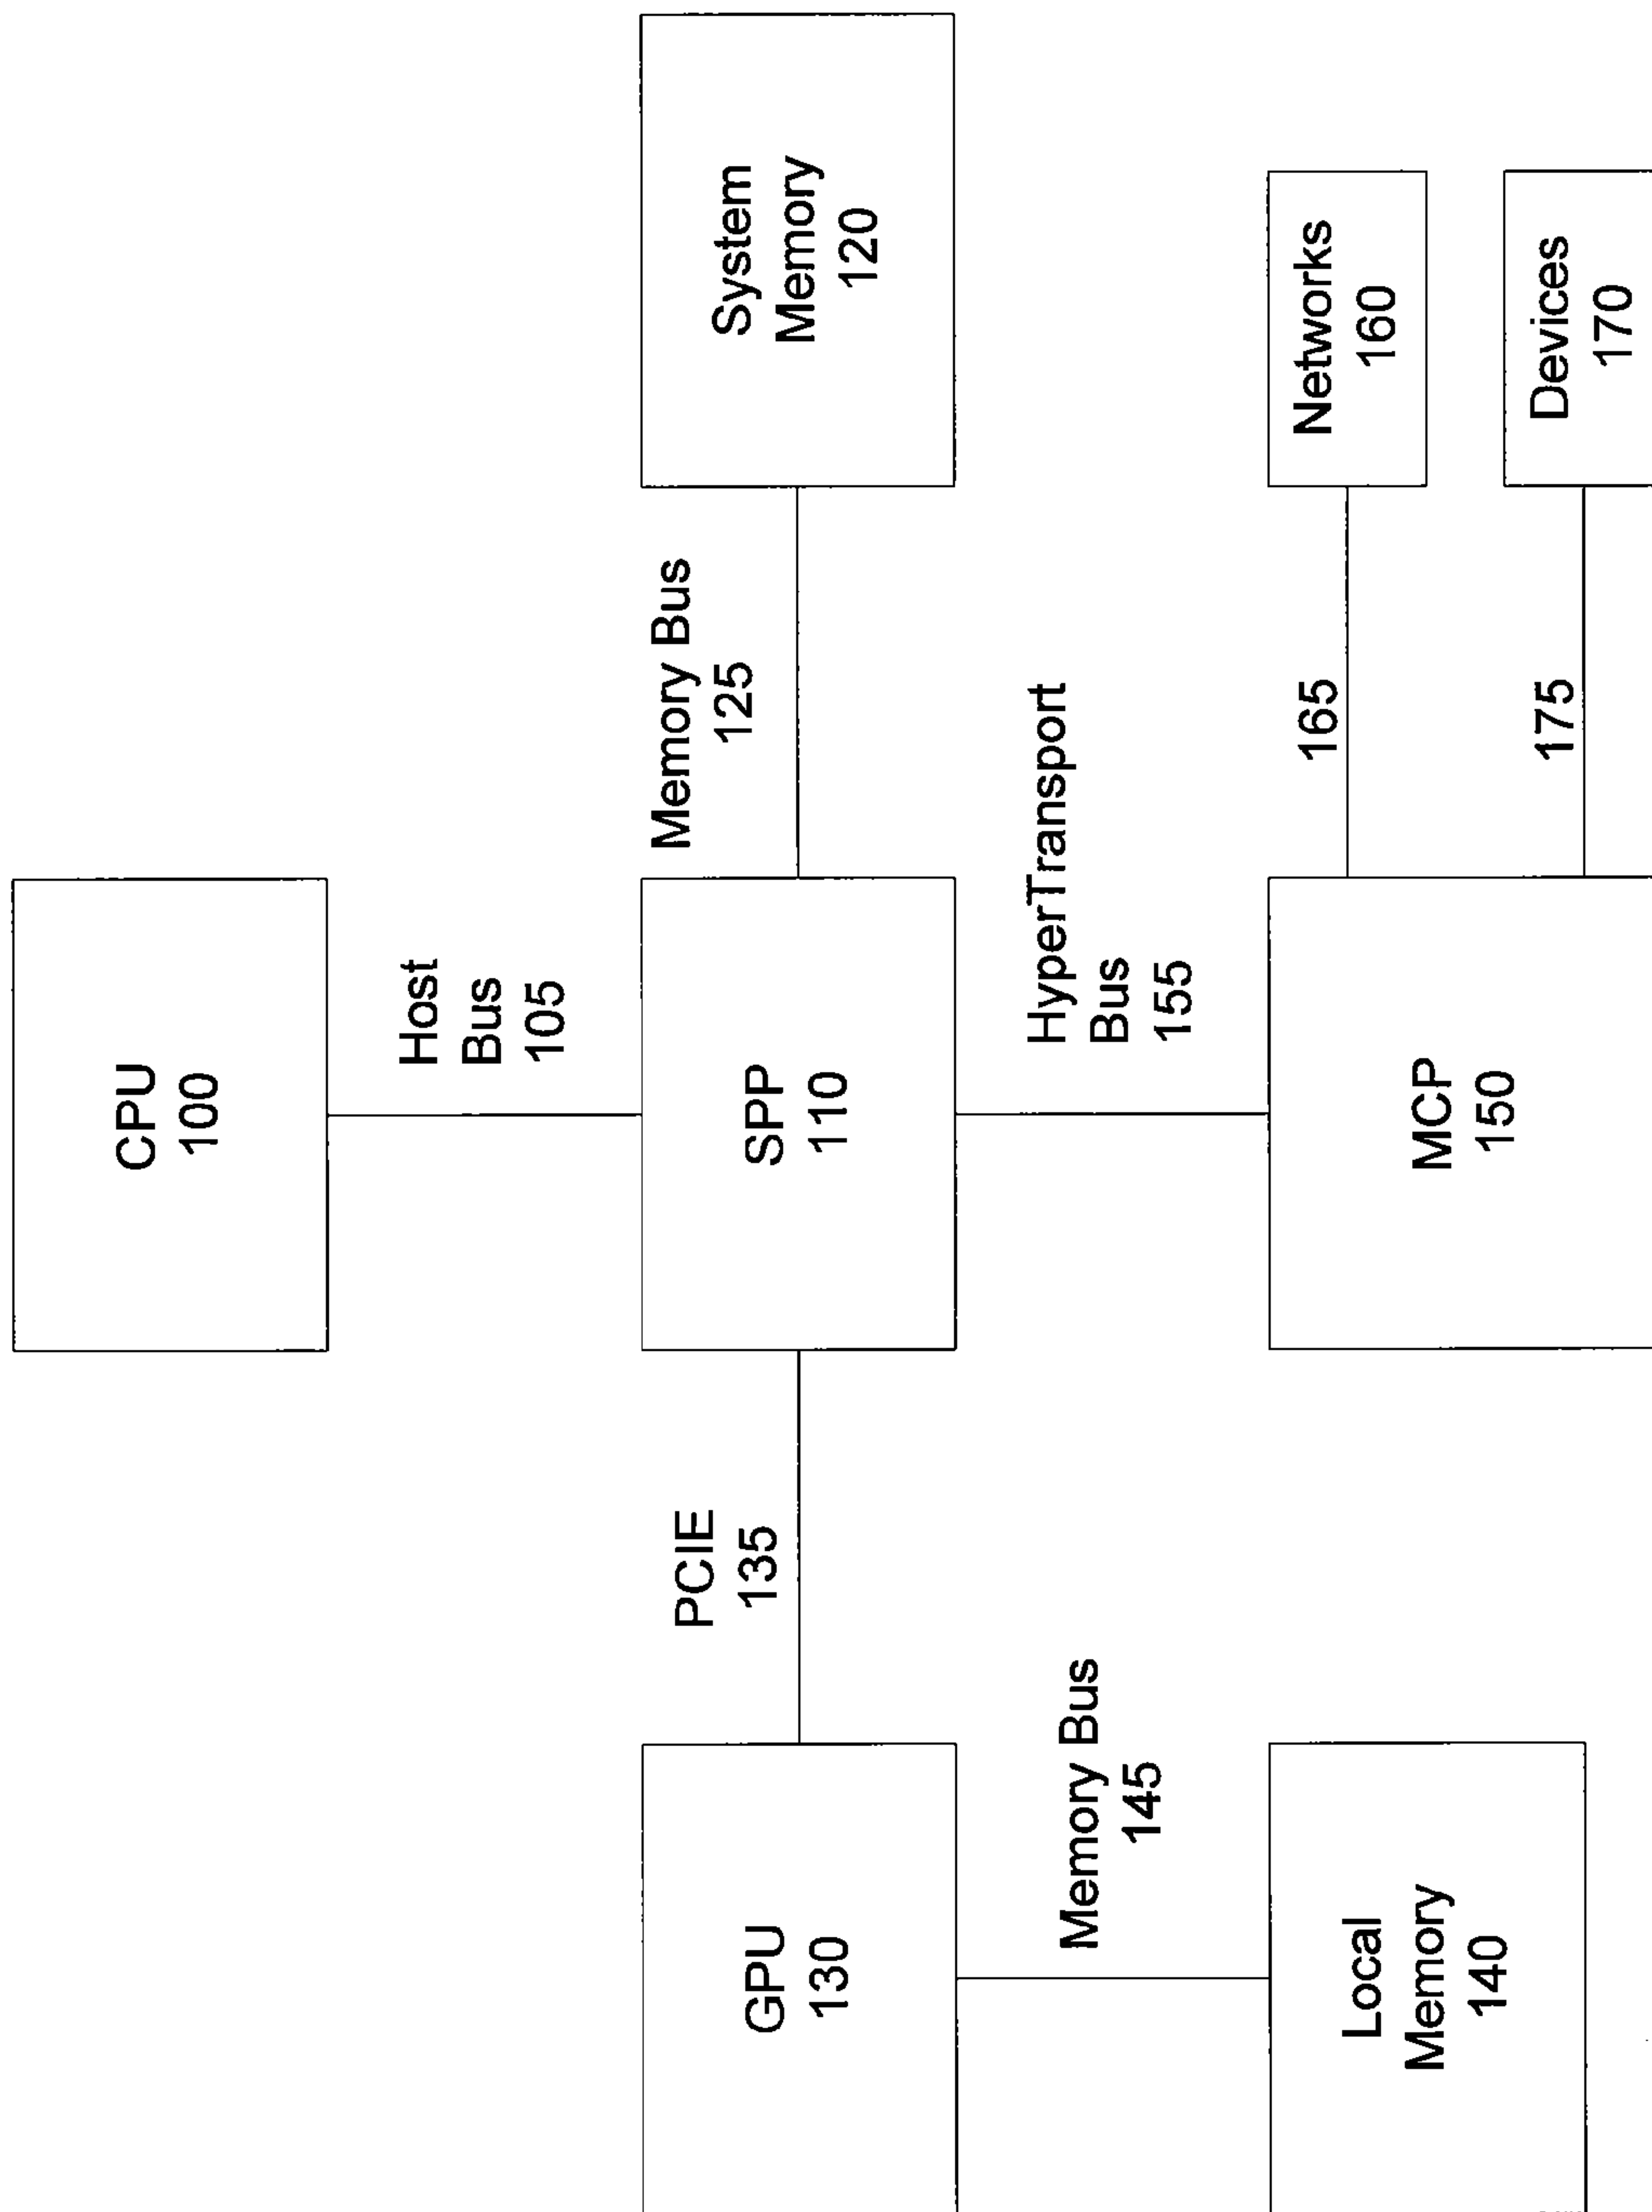 CPU
100
Host
Bus
105
GPU
130
PCIE
135
SPP
110
Memory Bus
125
System
Memory
120
Memory Bus
145
HyperTransport
Bus
155
Local
Memory
140
MCP
150
165
Networks
160
175
Devices
170